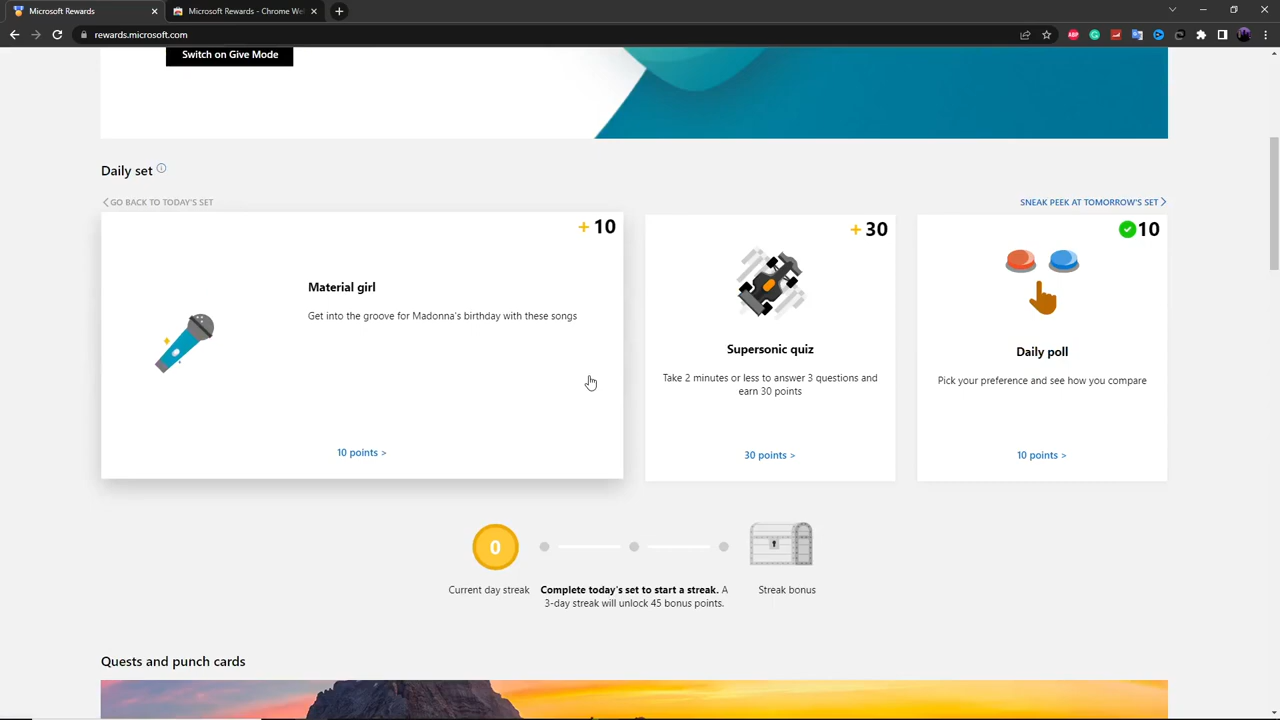 Microsoft Rewards
Microsoft Rewards - Chrome We
rewards.microsoft.com
Switch on Give Mode
Daily set
GO BACK TO TODAY'S SET
SNEAK PEEK AT TOMORROW'S SET
+ 10
Material girl
Get into the groove for Madonna's birthday with these songs
10 points >
+ 30
Supersonic quiz
Take 2 minutes or less to answer 3 questions and
earn 30 points
30 points >
10
Daily poll
Pick your preference and see how you compare
10 points >
0
Current day streak
Complete today's set to start a streak. A
3-day streak will unlock 45 bonus points.
Streak bonus
Quests and punch cards